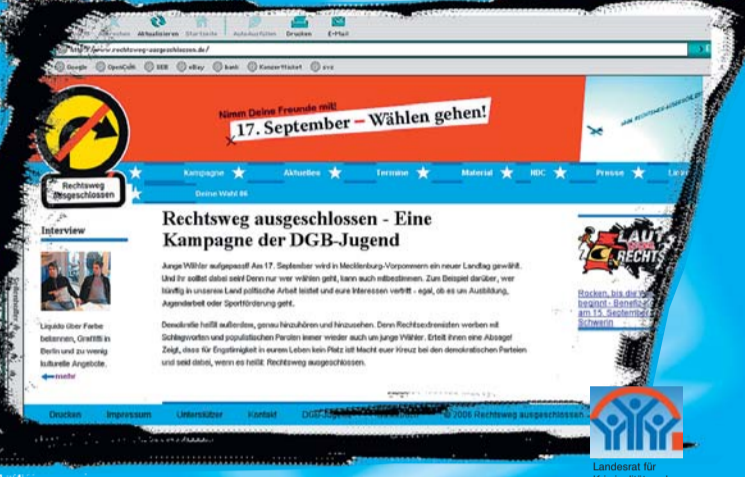 Aktualisieren Startseite AutoAusfüllen Drucken E-Mail
http://www.rechtsweg-ausgeschlossen.de/
Google eBay bank
Nimm Deine Freunde mit!
17. September – Wählen gehen!
Rechtsweg
ausgeschlossen
Kampagne Aktuelles Termine Material NDC Presse
Deine Wahl 06
Interview
Liquido über Farbe
bekennen, Graffitti in
Berlin und zu wenig
kulturelle Angebote.
mehr
Rechtsweg ausgeschlossen - Eine
Kampagne der DGB-Jugend
Junge Wähler aufgepasst! Am 17. September wird in Mecklenburg-Vorpommern ein neuer Landtag gewählt.
Und ihr solltet dabei sein! Denn nur wer wählen geht, kann auch mitbestimmen. Zum Beispiel darüber, wer
künftig in unserem Land politische Arbeit leistet und eure Interessen vertritt - egal, ob es um Ausbildung,
Jugendarbeit oder Sportförderung geht.
Demokratie heißt außerdem, genau hinzuhören und hinzusehen. Denn Rechtsextremisten werben mit
Schlagworten und populistischen Parolen immer wieder auch um junge Wähler. Erteilt ihnen eine Absage!
Zeigt, dass für Engstirnigkeit in eurem Leben kein Platz ist! Macht euer Kreuz bei den demokratischen Parteien
und seid dabei, wenn es heißt: Rechtsweg ausgeschlossen.
LAUT
RECHTS
Rocken, bis die
beginnt - Benefiz
am 15. September
Schwerin
Drucken Impressum Unterstützer Kontakt © 2006 Rechtsweg ausgeschlossen
Landesrat für